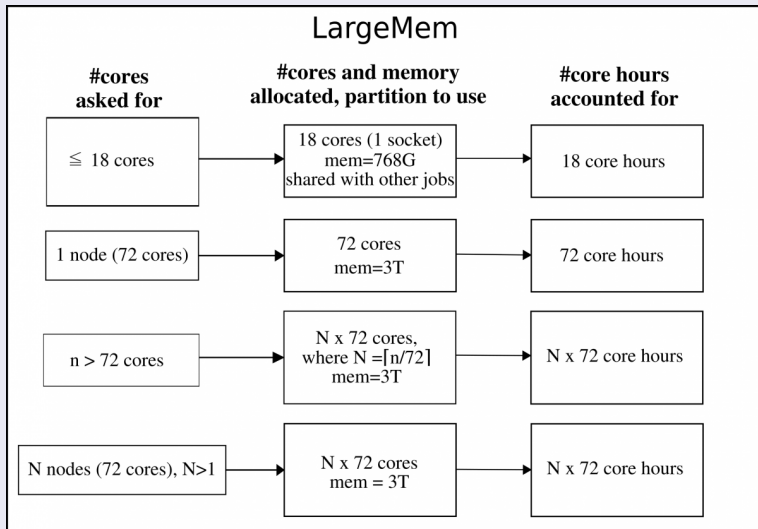 LargeMem
#cores
asked for
#cores and memory
allocated, partition to use
#core hours
accounted for
≦ 18 cores
18 cores (1 socket)
mem=768G
shared with other jobs
18 core hours
1 node (72 cores)
72 cores
mem=3T
72 core hours
n > 72 cores
N x 72 cores,
where N =⌈n/72⌉
mem=3T
N x 72 core hours
N nodes (72 cores), N>1
N x 72 cores
mem = 3T
N x 72 core hours